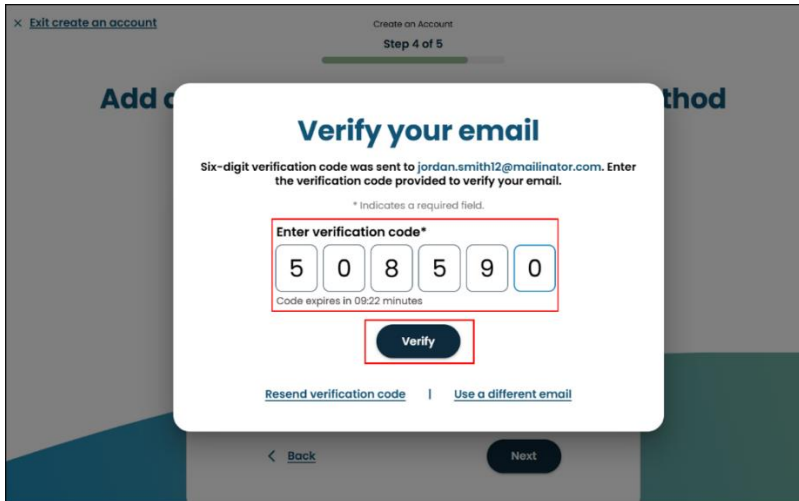 × Exit create an account
Create an Account
Step 4 of 5
Add a
thod
Verify your email
Six-digit verification code was sent to jordan.smith12@mailinator.com. Enter
the verification code provided to verify your email.
* Indicates a required field.
Enter verification code*
5 0 8 5 9 0
Code expires in 09:22 minutes
Verify
Resend verification code | Use a different email
< Back
Next